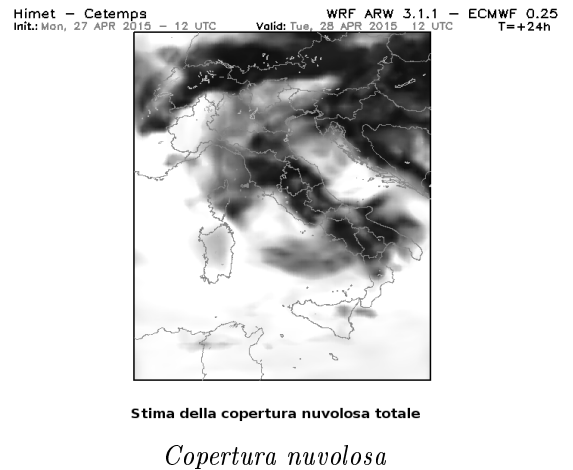 Himet – Cetemps WRF ARW 3.1.1 – ECMWF 0.25
Init.: Mon, 27 APR 2015 – 12 UTC Valid: Tue, 28 APR 2015 12 UTC T=+24h
Stima della copertura nuvolosa totale
Copertura nuvolosa